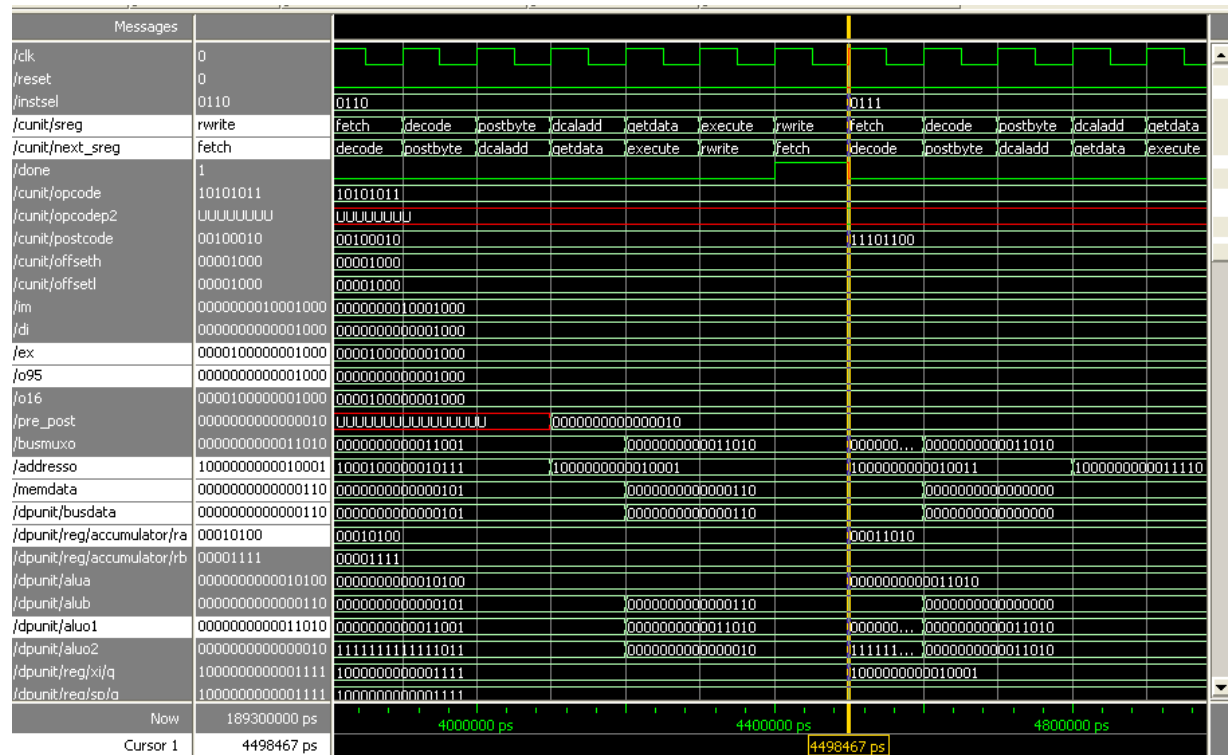 Messages
/clk 0
/reset 0
/instsel 0110 0110 0111
/cunit/sreg rwrite fetch decode postbyte dcaladd getdata execute rwrite fetch decode postbyte dcaladd getdata
/cunit/next_sreg fetch decode postbyte dcaladd getdata execute rwrite fetch decode postbyte dcaladd getdata execute
/done 1
/cunit/opcode 10101011 10101011
/cunit/opcodep2 UUUUUUUU UUUUUUUU
/cunit/postcode 00100010 00100010 11101100
/cunit/offseth 00001000 00001000
/cunit/offsetl 00001000 00001000
/im 0000000010001000 0000000010001000
/di 0000000000001000 0000000000001000
/ex 0000100000001000 0000100000001000
/o95 0000000000001000 0000000000001000
/o16 0000100000001000 0000100000001000
/pre_post 0000000000000010 UUUUUUUUUUUUUUUU 0000000000000010
/busmuxo 0000000000011010 0000000000011001 0000000000011010 000000... 0000000000011010
/addresso 1000000000010001 1000100000010111 1000000000010001 1000000000010011 1000000000011110
/memdata 0000000000000110 0000000000000101 0000000000000110 0000000000000000
/dpunit/busdata 0000000000000110 0000000000000101 0000000000000110 0000000000000000
/dpunit/reg/accumulator/ra 00010100 00010100 00011010
/dpunit/reg/accumulator/rb 00001111 00001111
/dpunit/alua 0000000000010100 0000000000010100 0000000000011010
/dpunit/alub 0000000000000110 0000000000000101 0000000000000110 0000000000000000
/dpunit/aluo1 0000000000011010 0000000000011001 0000000000011010 000000... 0000000000011010
/dpunit/aluo2 0000000000000010 1111111111111011 0000000000000010 111111... 0000000000011010
/dpunit/reg/xi/q 1000000000001111 1000000000001111 1000000000010001
/dpunit/reg/sp/q 1000000000001111 1000000000001111
Now 189300000 ps 4000000 ps 4400000 ps 4800000 ps
Cursor 1 4498467 ps 4498467 ps